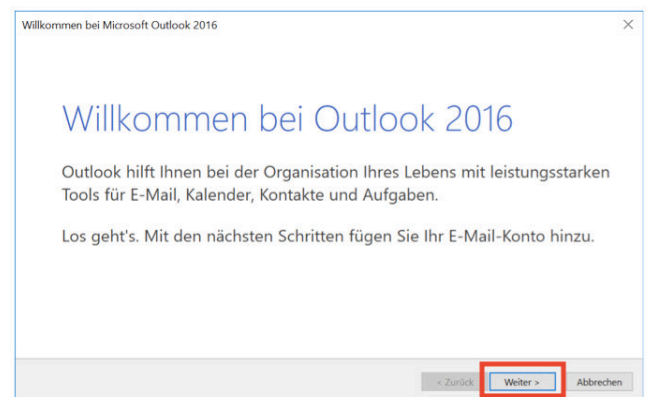 Willkommen bei Microsoft Outlook 2016
Willkommen bei Outlook 2016
Outlook hilft Ihnen bei der Organisation Ihres Lebens mit leistungsstarken
Tools für E-Mail, Kalender, Kontakte und Aufgaben.
Los geht's. Mit den nächsten Schritten fügen Sie Ihr E-Mail-Konto hinzu.
< Zurück Weiter > Abbrechen